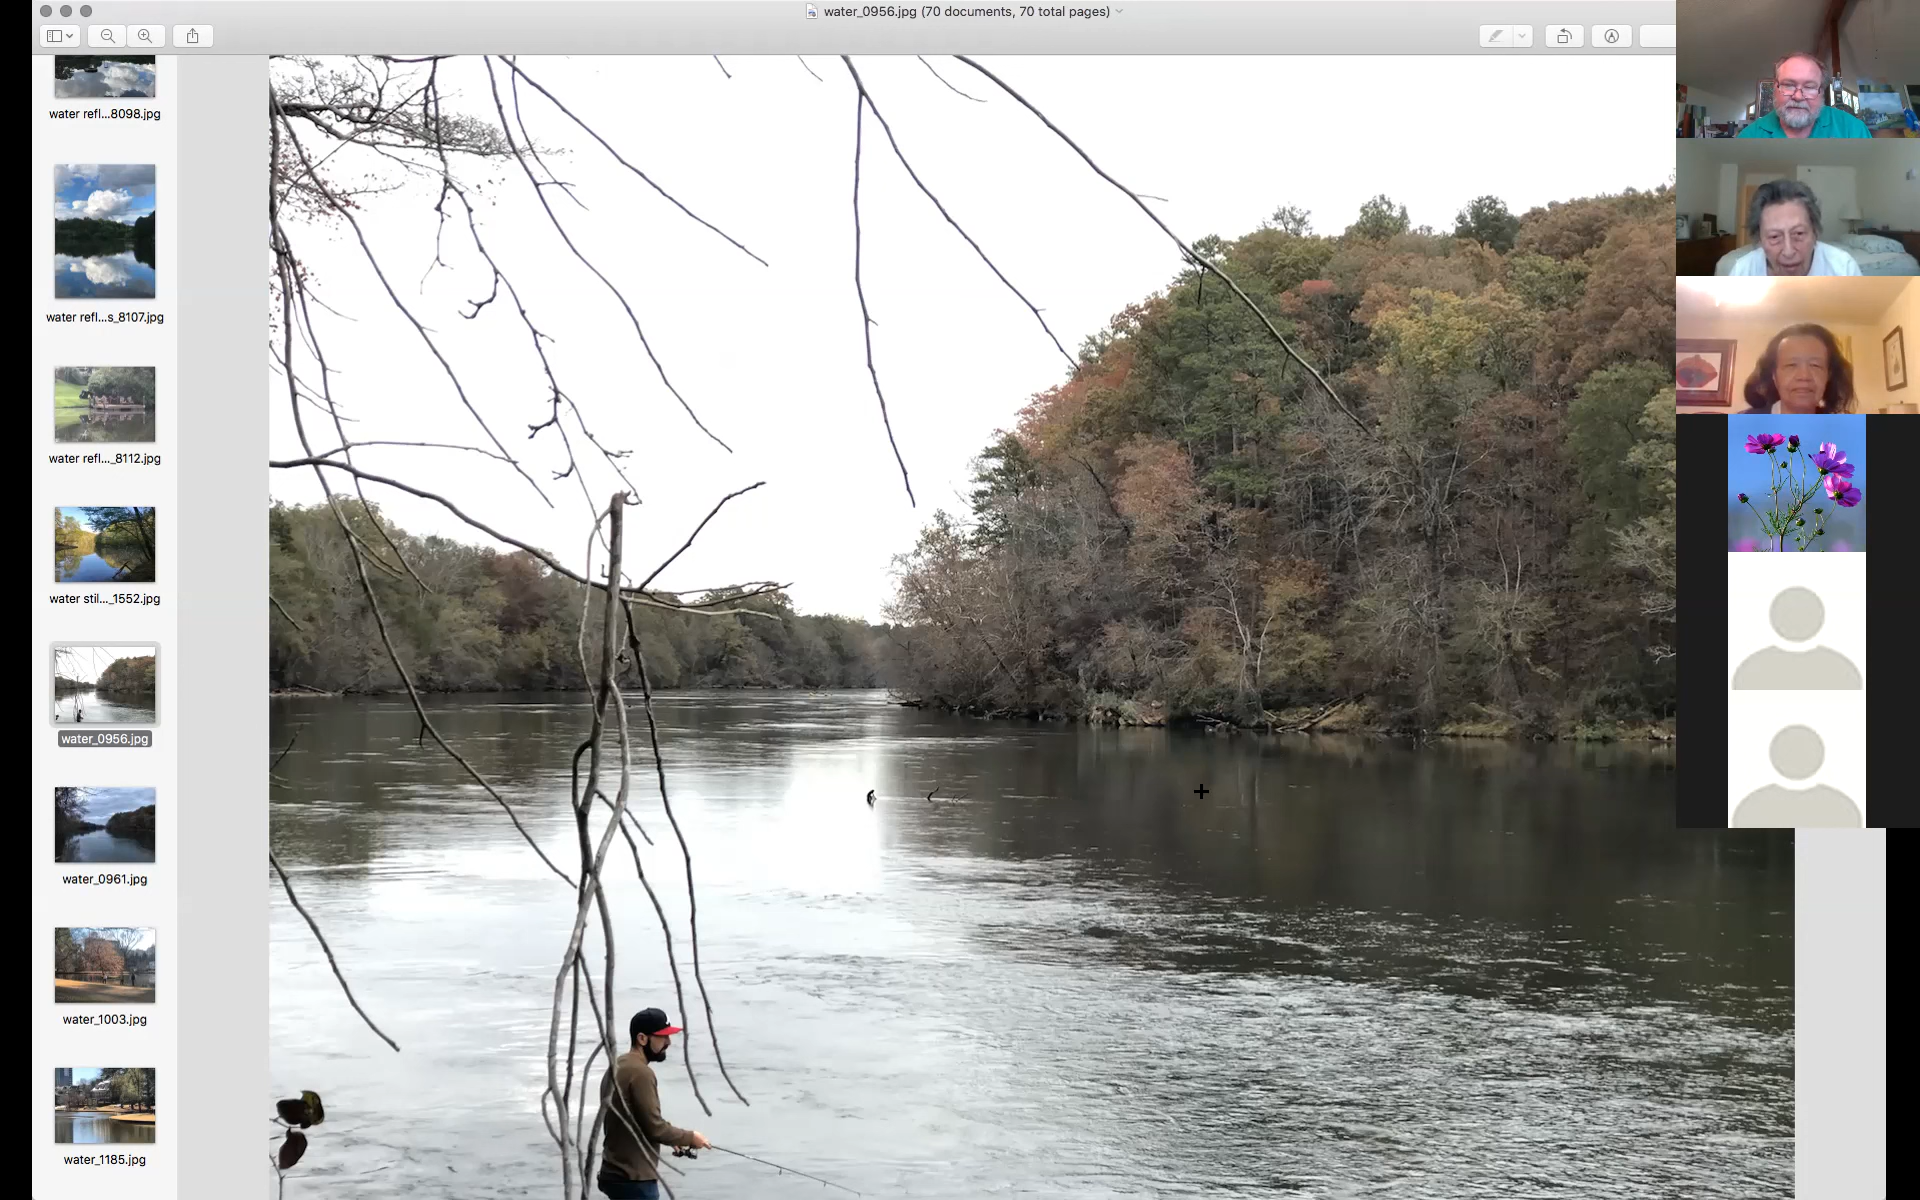 water_0956.jpg (70 documents, 70 total pages)
water refl...8098.jpg
water refl...s_8107.jpg
water refl..._8112.jpg
water stil..._1552.jpg
water_0956.jpg
water_0961.jpg
water_1003.jpg
water_1185.jpg